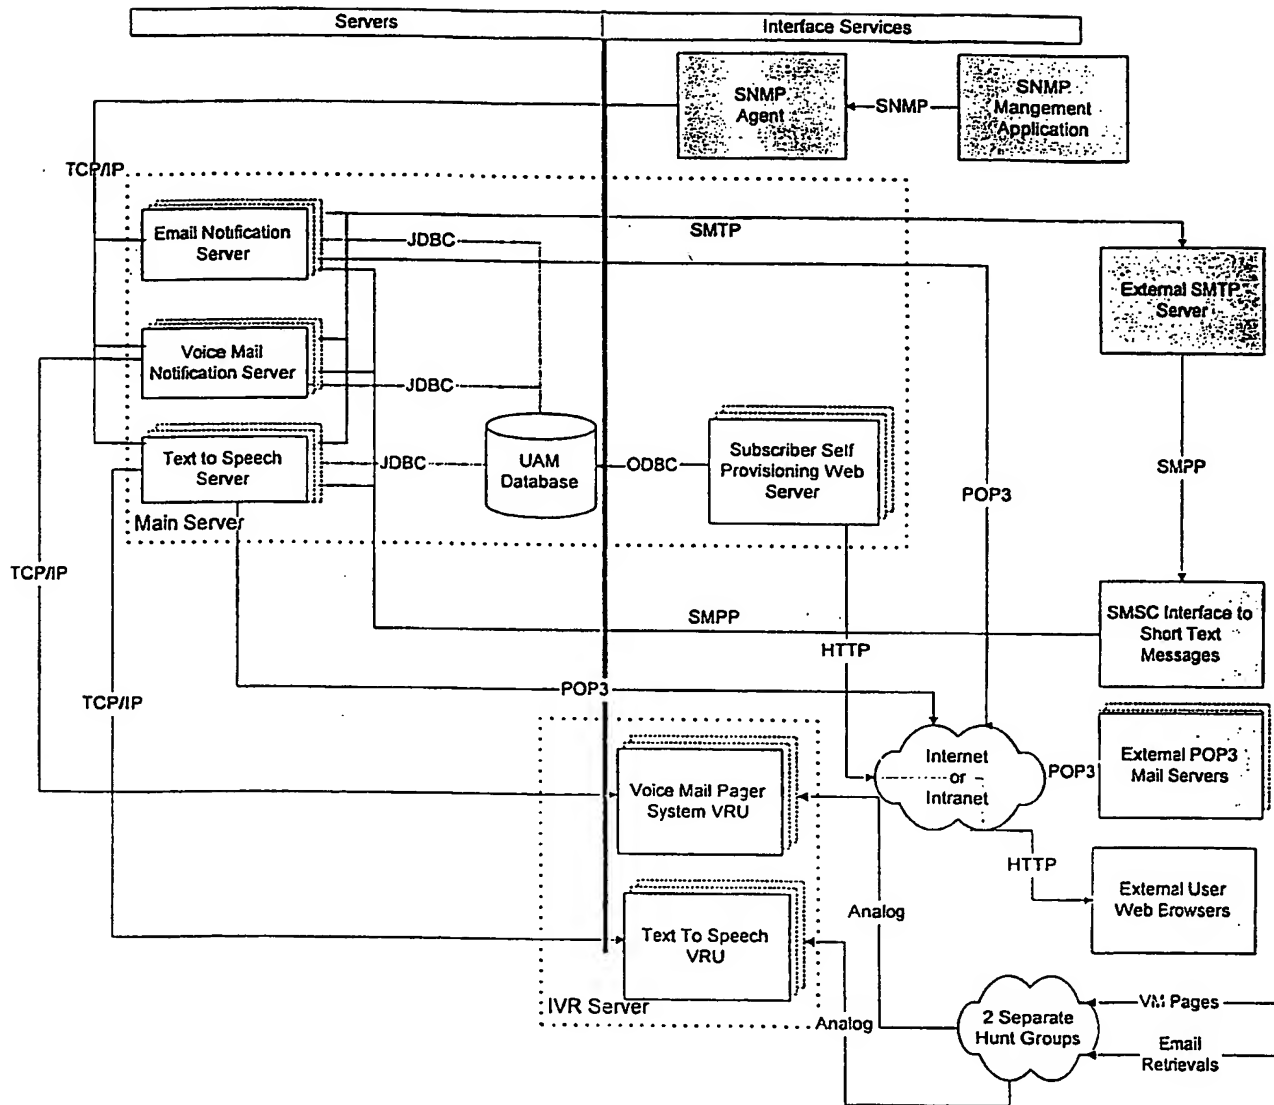 Servers
Interface Services
SNMP
Agent
SNMP
SNMP
Mangement
Application
TCP/IP
Email Notification
Server
JDBC
SMTP
External SMTP
Server
Voice Mail
Notification Server
JDBC
Text to Speech
Server
JDBC
UAM
Database
ODBC
Subscriber Self
Provisioning Web
Server
POP3
SMPP
Main Server
TCP/IP
SMPP
SMSC Interface to
Short Text
Messages
HTTP
TCP/IP
POP3
Internet
or
Intranet
POP3
External POP3
Mail Servers
Voice Mail Pager
System VRU
HTTP
External User
Web Browsers
Analog
Text To Speech
VRU
IVR Server
Analog
2 Separate
Hunt Groups
VM Pages
Email
Retrievals